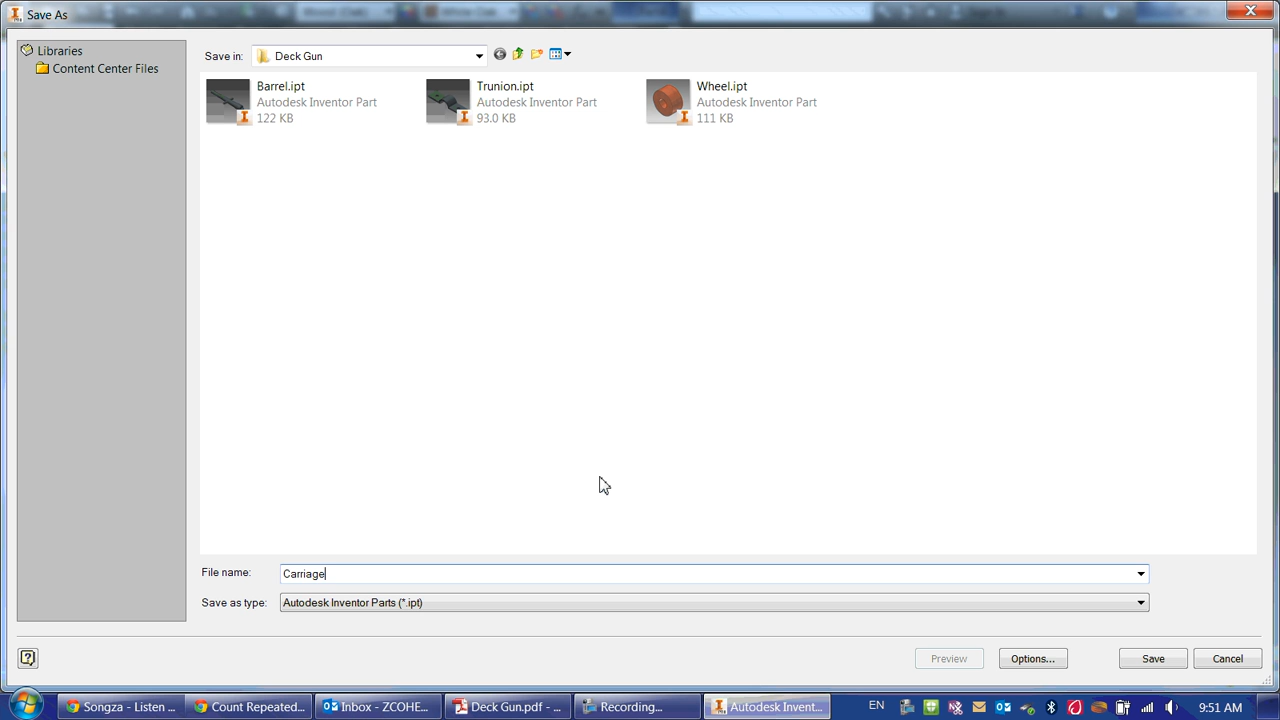 Save As
Libraries
Content Center Files
Save in:
Deck Gun
Barrel.ipt
Autodesk Inventor Part
122 KB
Trunion.ipt
Autodesk Inventor Part
93.0 KB
Wheel.ipt
Autodesk Inventor Part
111 KB
File name:
Carriage
Save as type:
Autodesk Inventor Parts (*.ipt)
Preview
Options...
Save
Cancel
Songza - Listen ...
Count Repeated...
Inbox - ZCOHE...
Deck Gun.pdf - ...
Recording...
Autodesk Invent...
EN
9:51 AM